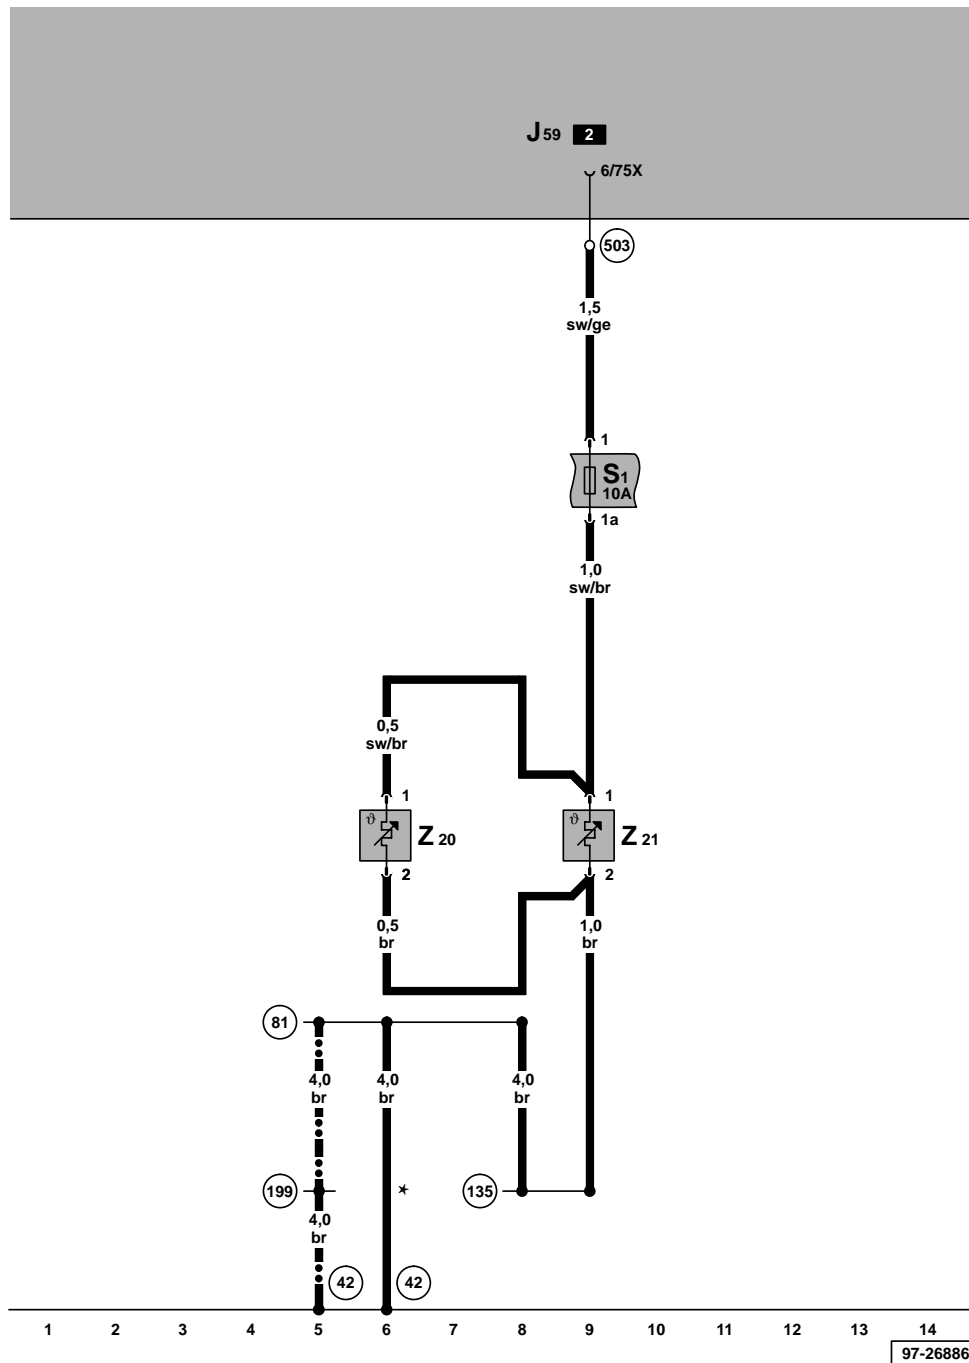 J 59 2
6/75X
503
1,5
sw/ge
1
S1
10A
1a
1,0
sw/br
0,5
sw/br
1 1
ϑ Z 20 ϑ Z 21
2 2
0,5 1,0
br br
81
4,0 4,0 4,0
br br br
199 * 135
4,0
br
42 42
1 2 3 4 5 6 7 8 9 10 11 12 13 14
97-26886